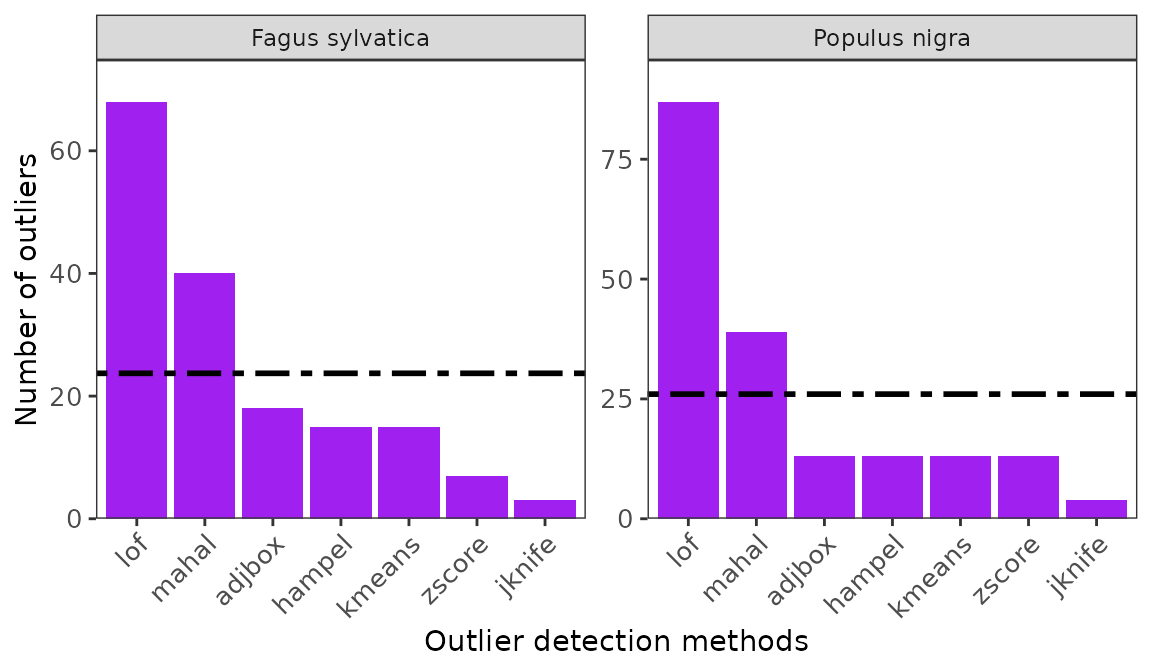 Fagus sylvatica
Populus nigra
Number of outliers
60
40
20
0
75
50
25
0
lof
mahal
adjbox
hampel
kmeans
zscore
jknife
lof
mahal
adjbox
hampel
kmeans
zscore
jknife
Outlier detection methods